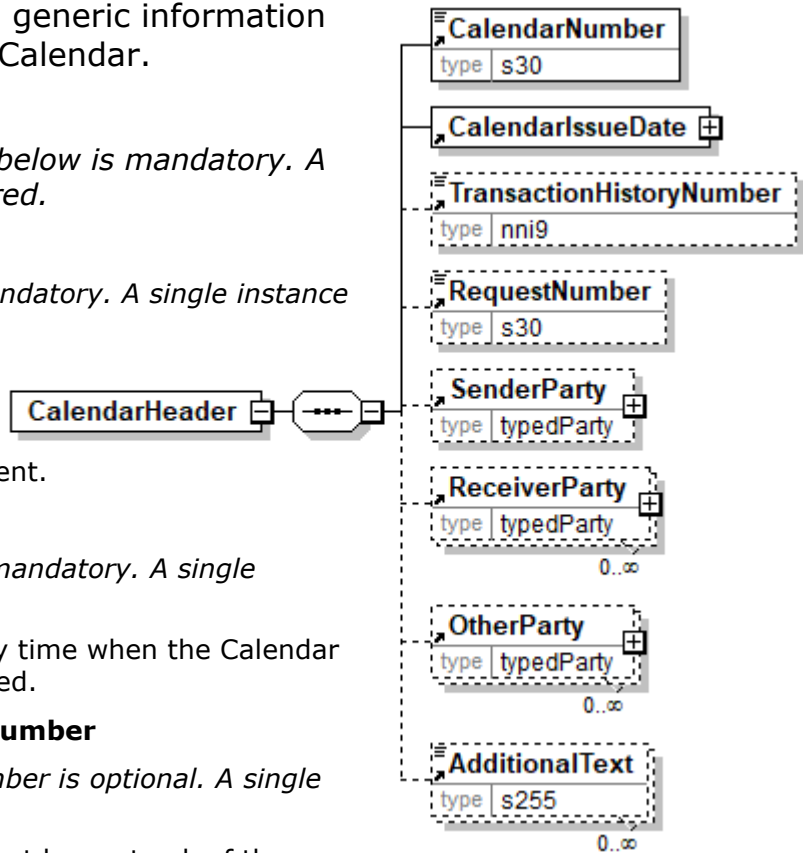 generic information
Calendar.
below is mandatory. A
ndatory. A single instance
ent.
mandatory. A single
time when the Calendar
ed.
umber
ber is optional. A single
CalendarHeader
CalendarNumber
type s30
CalendarIssueDate
TransactionHistoryNumber
type nni9
RequestNumber
type s30
SenderParty
type typedParty
ReceiverParty
type typedParty
0..∞
OtherParty
type typedParty
0..∞
AdditionalText
type s255
0..∞